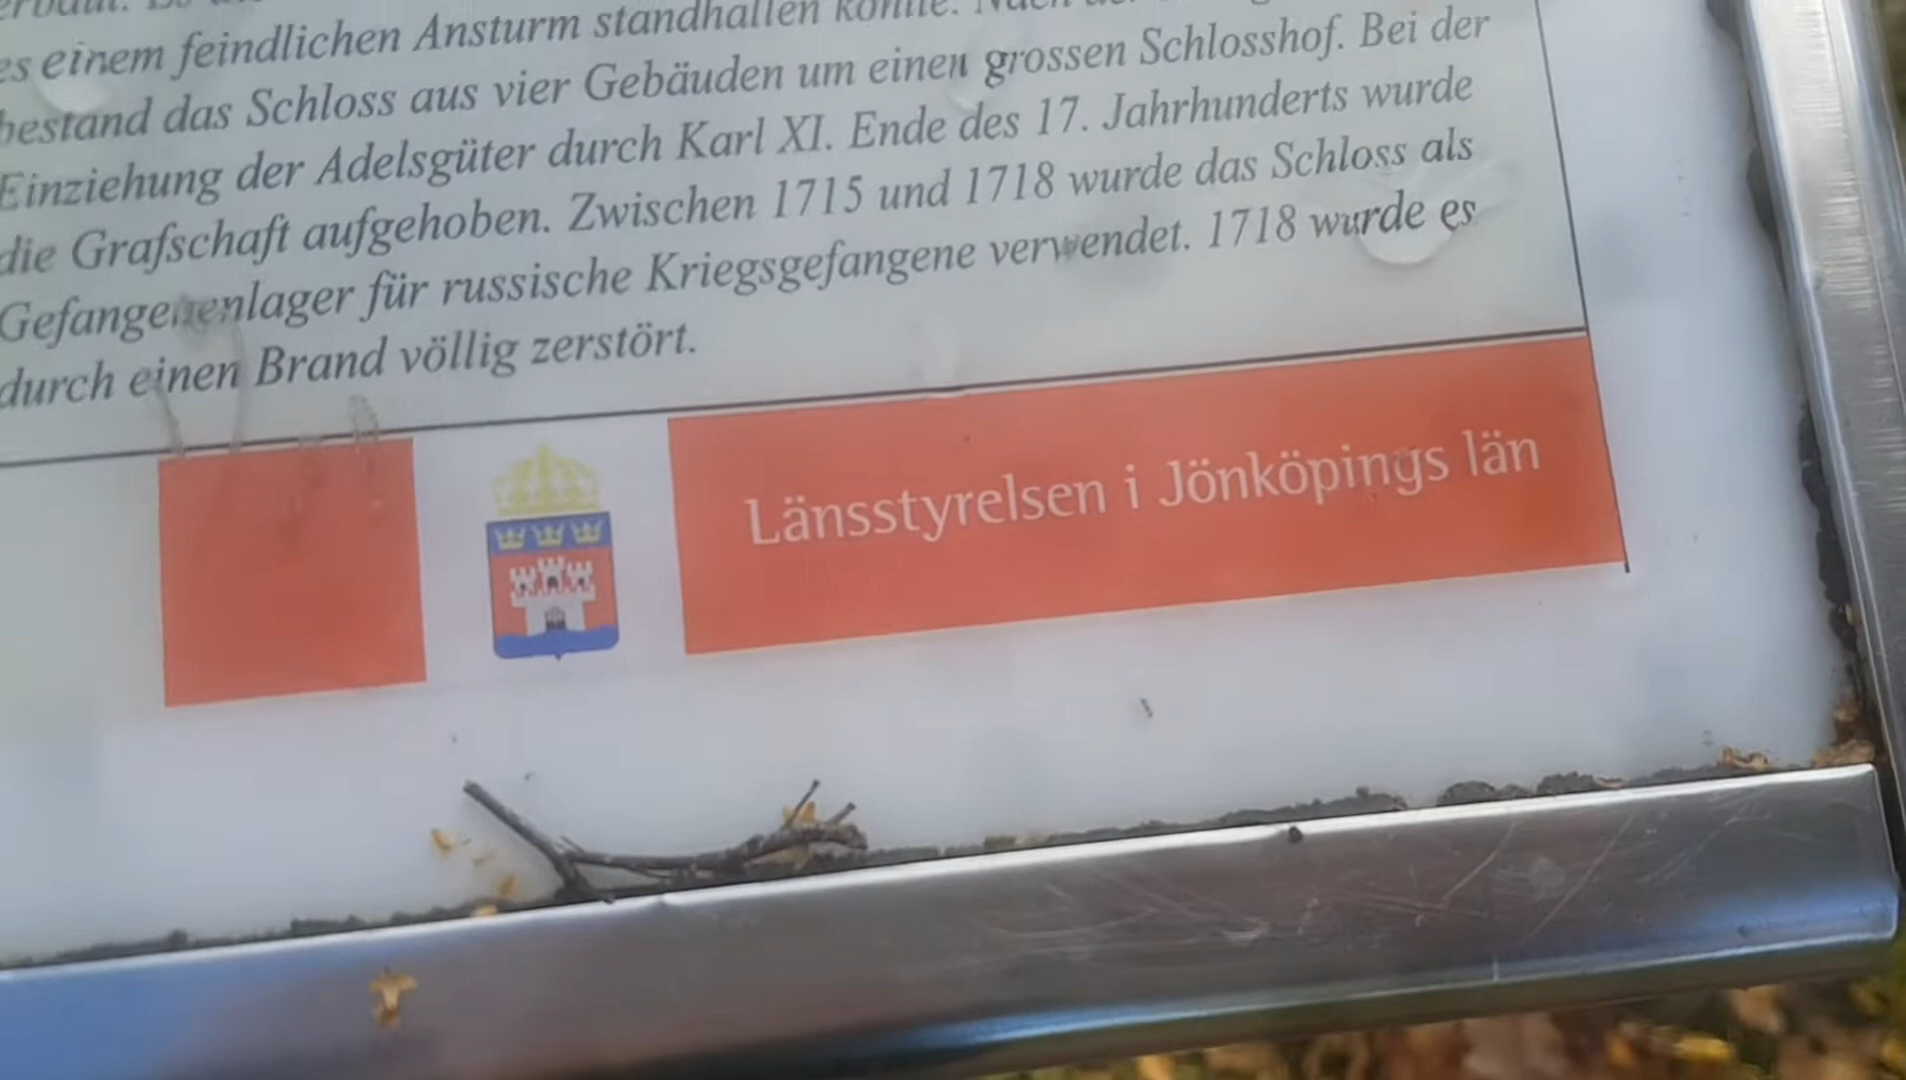 es einem feindlichen Ansturm standhalten konnte.
bestand das Schloss aus vier Gebäuden um einen grossen Schlosshof. Bei der
Einziehung der Adelsgüter durch Karl XI. Ende des 17. Jahrhunderts wurde
die Grafschaft aufgehoben. Zwischen 1715 und 1718 wurde das Schloss als
Gefangenenlager für russische Kriegsgefangene verwendet. 1718 wurde es
durch einen Brand völlig zerstört.
Länsstyrelsen i Jönköpings län